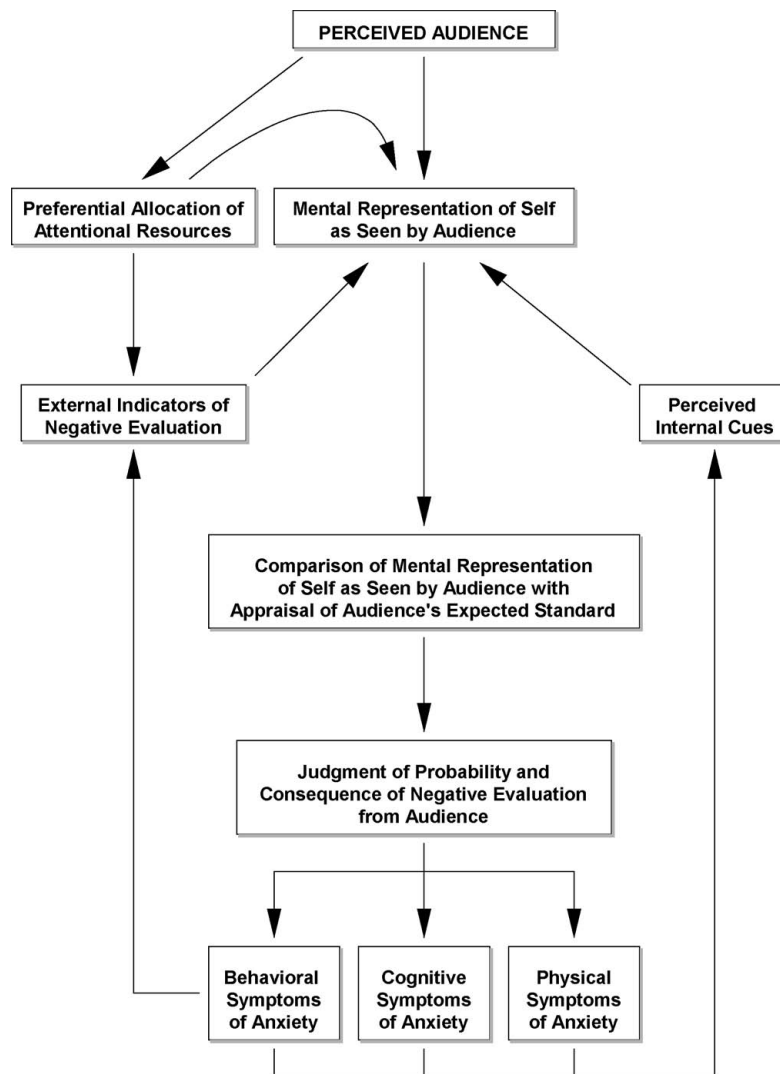 PERCEIVED AUDIENCE
Preferential Allocation of
Attentional Resources
Mental Representation of Self
as Seen by Audience
External Indicators of
Negative Evaluation
Perceived
Internal Cues
Comparison of Mental Representation
of Self as Seen by Audience with
Appraisal of Audience's Expected Standard
Judgment of Probability and
Consequence of Negative Evaluation
from Audience
Behavioral
Symptoms
of Anxiety
Cognitive
Symptoms
of Anxiety
Physical
Symptoms
of Anxiety